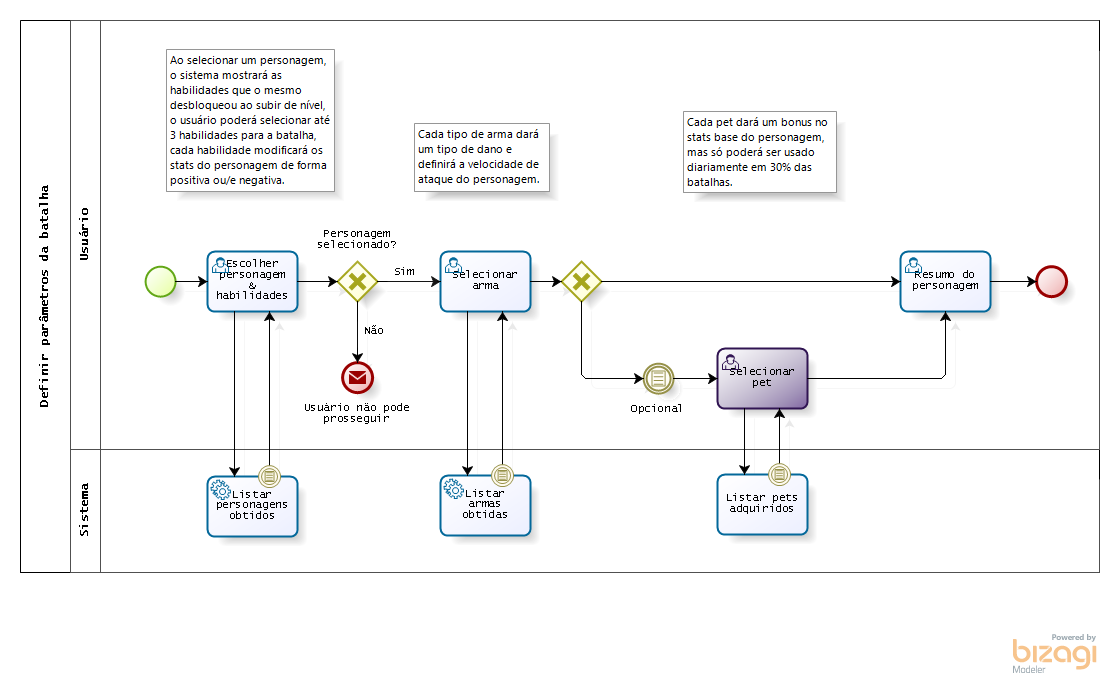 Definir parâmetros da batalha
Usuário
Ao selecionar um personagem,
o sistema mostrará as
habilidades que o mesmo
desbloqueou ao subir de nível,
o usuário poderá selecionar até
3 habilidades para a batalha,
cada habilidade modificará os
stats do personagem de forma
positiva ou/e negativa.
Cada tipo de arma dará
um tipo de dano e
definirá a velocidade de
ataque do personagem.
Cada pet dará um bonus no
stats base do personagem,
mas só poderá ser usado
diariamente em 30% das
batalhas.
Escolher
personagem
&
habilidades
Personagem
selecionado?
Sim
Não
Usuário não pode
prosseguir
Selecionar
arma
Opcional
Selecionar
pet
Resumo do
personagem
Sistema
Listar
personagens
obtidos
Listar
armas
obtidas
Listar pets
adquiridos
Powered by
bizagi
Modeler